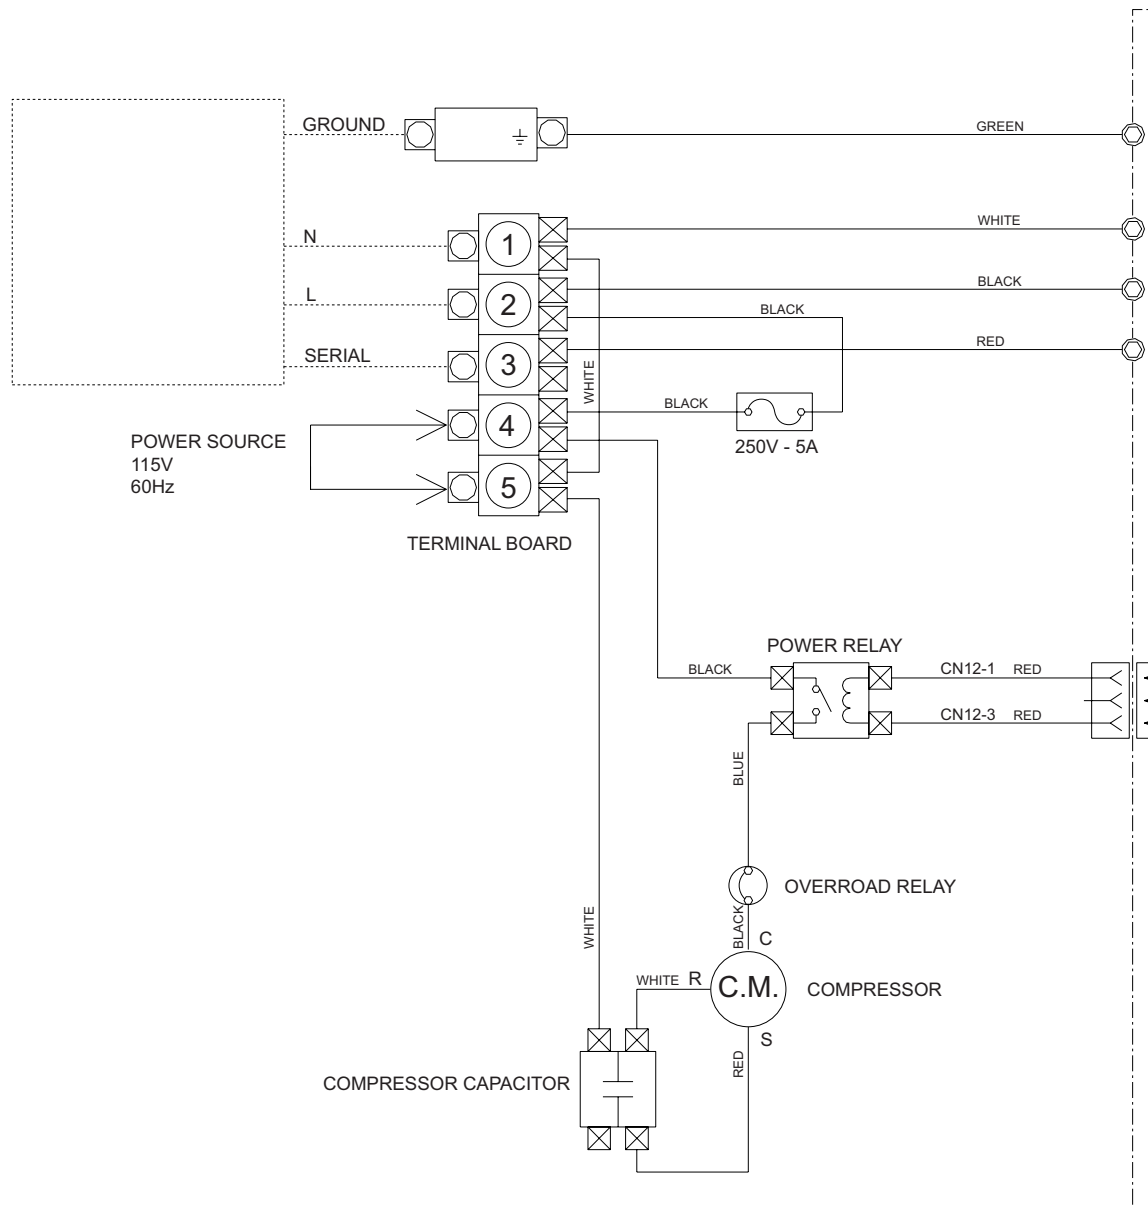 GROUND
GREEN
N
1
WHITE
L
2
BLACK
BLACK
SERIAL
3
WHITE
RED
POWER SOURCE
115V
60Hz
4
BLACK
250V - 5A
5
TERMINAL BOARD
POWER RELAY
BLACK
CN12-1 RED
CN12-3 RED
BLUE
OVERROAD RELAY
WHITE
BLACK
C
WHITE R
C.M.
COMPRESSOR
S
RED
COMPRESSOR CAPACITOR